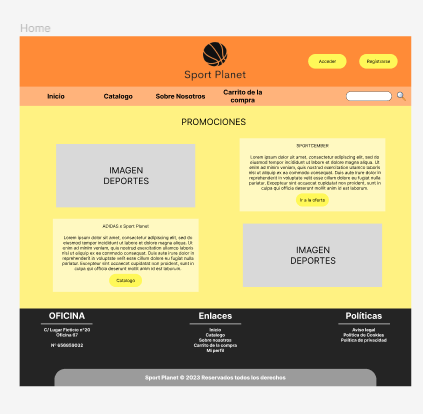 Home
Sport Planet
Acceder
Registrarse
Inicio
Catalogo
Sobre Nosotros
Carrito de la
compra
PROMOCIONES
IMAGEN
DEPORTES
SPORTCEMBER
Lorem ipsum dolor sit amet, consectetur adipiscing elit, sed do
eiusmod tempor incididunt ut labore et dolore magna aliqua. Ut
enim ad minim veniam, quis nostrud exercitation ullamco laboris
nisi ut aliquip ex ea commodo consequat. Duis aute irure dolor in
reprehenderit in voluptate velit esse cillum dolore eu fugiat nulla
pariatur. Excepteur sint occaecat cupidatat non proident, sunt in
culpa qui officia deserunt mollit anim id est laborum.
Ir a la oferta
ADIDAS x Sport Planet
Lorem ipsum dolor sit amet, consectetur adipiscing elit, sed do
eiusmod tempor incididunt ut labore et dolore magna aliqua. Ut
enim ad minim veniam, quis nostrud exercitation ullamco laboris
nisi ut aliquip ex ea commodo consequat. Duis aute irure dolor in
reprehenderit in voluptate velit esse cillum dolore eu fugiat nulla
pariatur. Excepteur sint occaecat cupidatat non proident, sunt in
culpa qui officia deserunt mollit anim id est laborum.
Catalogo
IMAGEN
DEPORTES
OFICINA
Oficina 07
Nº 656659032
Enlaces
Inicio
Catalogo
Sobre nosotros
Carrito de la compra
Mi perfil
Políticas
Aviso legal
Política de Cookies
Política de privacidad
Sport Planet © 2023 Reservados todos los derechos